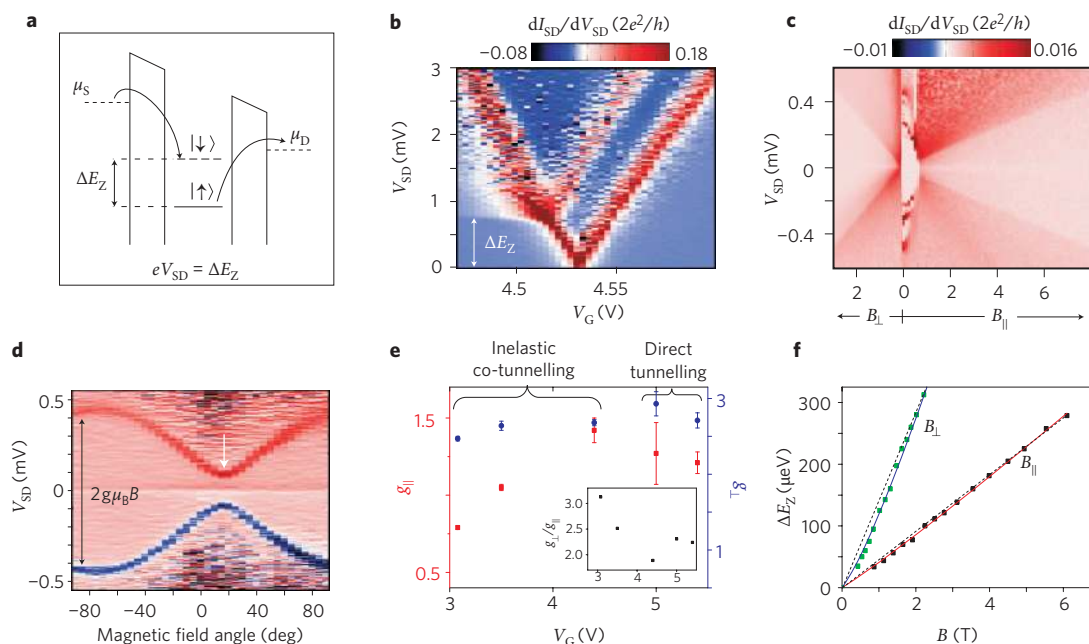 a
μS
μD
|↓⟩
|↑⟩
ΔEZ
eVSD = ΔEZ
b
dISD/dVSD (2e²/h)
−0.08
0.18
3
2
1
0
VSD (mV)
ΔEZ
4.5
4.55
VG (V)
c
dISD/dVSD (2e²/h)
−0.01
0.016
0.4
0
−0.4
VSD (mV)
2
0
2
4
6
B⊥
B∥
d
0.5
0
−0.5
VSD (mV)
2gμBB
−80
−40
0
40
80
Magnetic field angle (deg)
e
Inelastic
co-tunnelling
Direct
tunnelling
1.5
0.5
g∥
3
1
g⊥
3.0
2.5
2.0
g⊥/g∥
3
4
5
3
4
5
VG (V)
f
300
200
100
0
ΔEZ (μeV)
B⊥
B∥
0
2
4
6
B (T)